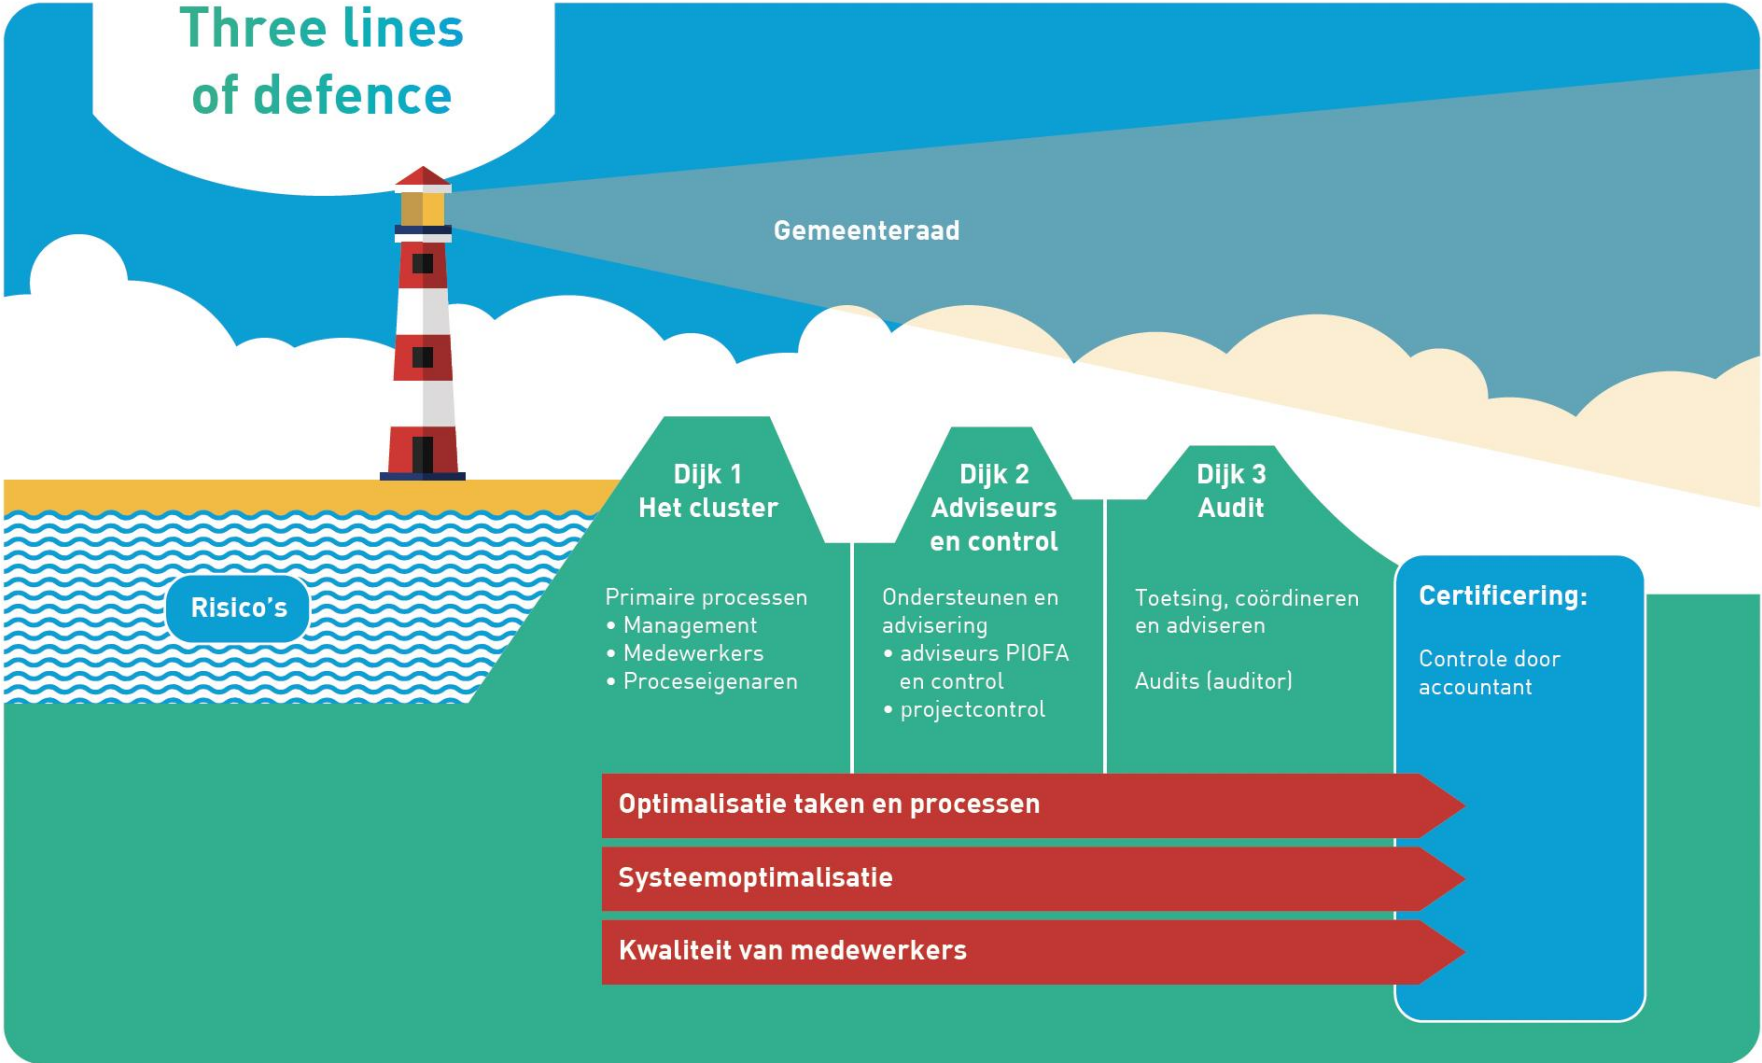 Three lines
of defence
Gemeenteraad
Risico's
Dijk 1
Het cluster
Primaire processen
• Management
• Medewerkers
• Proceseigenaren
Dijk 2
Adviseurs
en control
Ondersteunen en
advisering
• adviseurs PIOFA
en control
• projectcontrol
Dijk 3
Audit
Toetsing, coördineren
en adviseren
Audits (auditor)
Certificering:
Controle door
accountant
Optimalisatie taken en processen
Systeemoptimalisatie
Kwaliteit van medewerkers